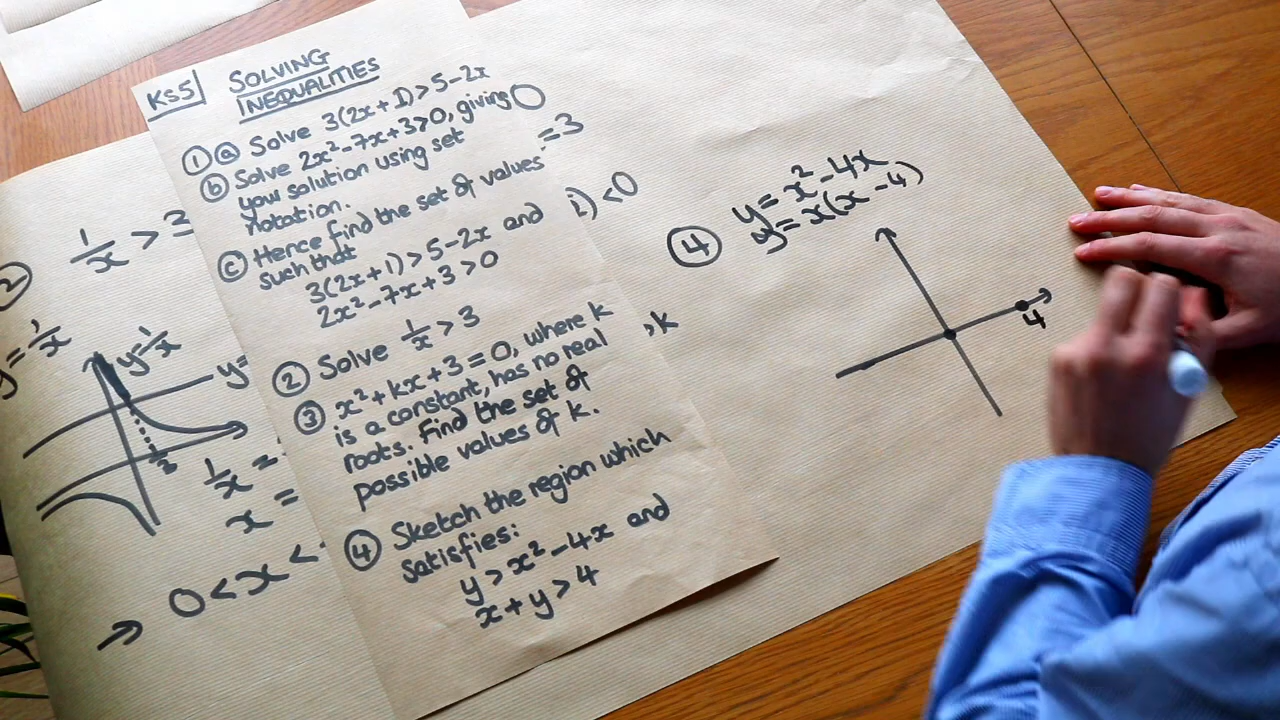 KS5
SOLVING
INEQUALITIES
① ⓐ Solve 3(2x+1)>5-2x
ⓑ Solve 2x²-7x+3>0, giving
your solution using set
notation.
ⓒ Hence find the set of values
such that
3(2x+1)>5-2x and
2x²-7x+3>0
② Solve 1/x > 3
③ x²+kx+3=0, where k
is a constant, has no real
roots. Find the set of
possible values of k.
④ Sketch the region which
satisfies:
y>x²-4x and
x+y>4
② 1/x > 3
y=1/x
y=1/x
y=
1/x =
x =
→ 0<x<
=3
<0
k
④ y=x²-4x
y=x(x-4)
4